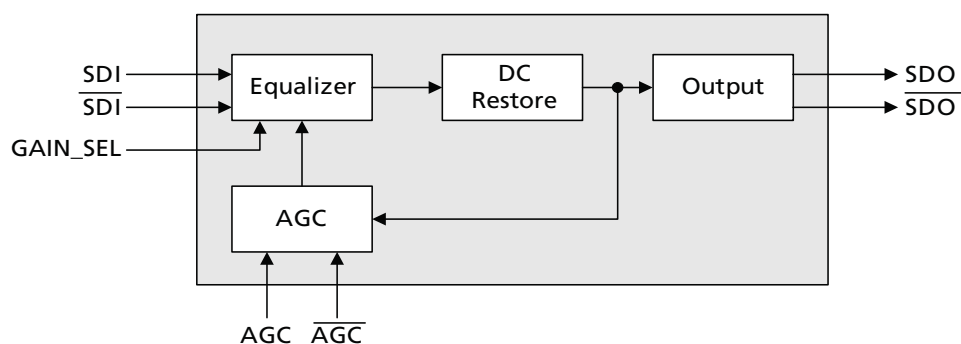 SDI
SDI
GAIN_SEL
Equalizer
DC
Restore
Output
SDO
SDO
AGC
AGC
AGC